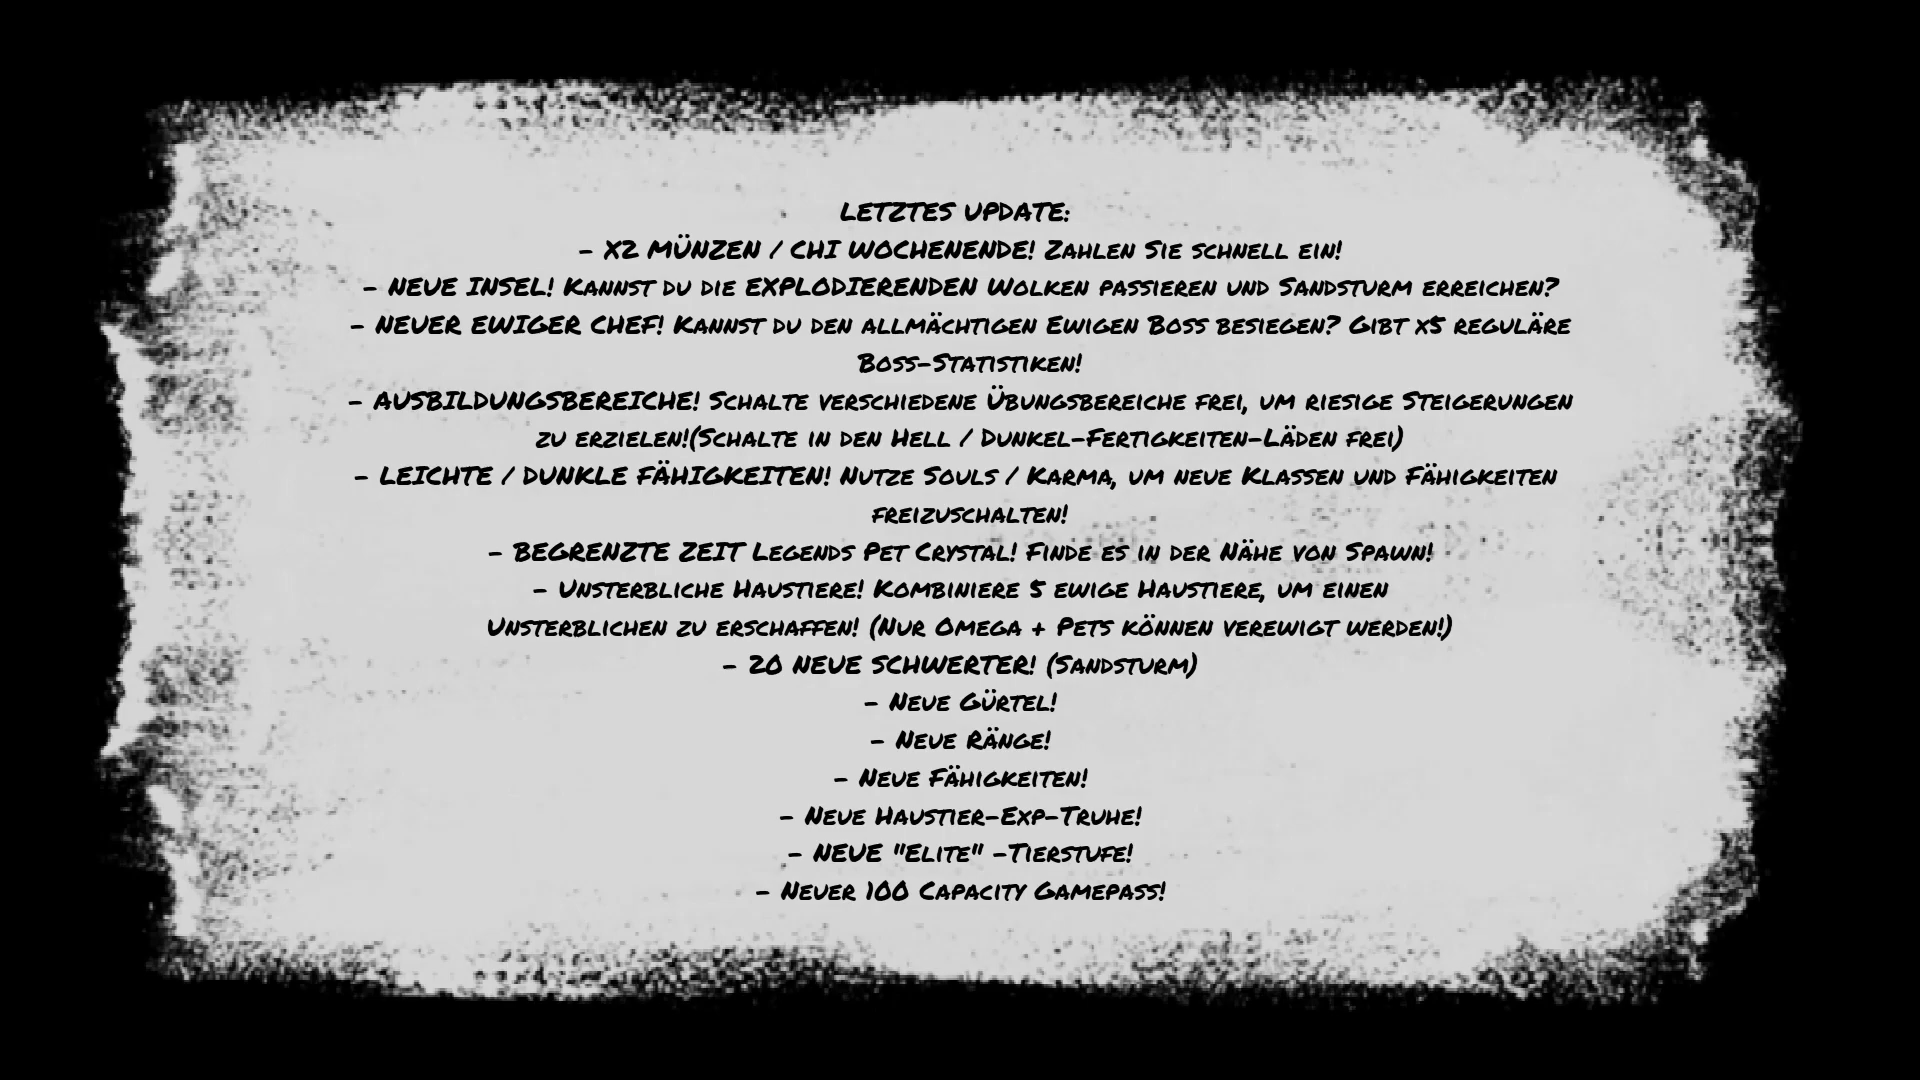 LETZTES UPDATE:
- X2 MÜNZEN / CHI WOCHENENDE! Zahlen Sie schnell ein!
- NEUE INSEL! Kannst du die EXPLODIERENDEN Wolken passieren und Sandsturm erreichen?
- NEUER EWIGER CHEF! Kannst du den allmächtigen Ewigen Boss besiegen? Gibt x5 reguläre
Boss-Statistiken!
- AUSBILDUNGSBEREICHE! Schalte verschiedene Übungsbereiche frei, um riesige Steigerungen
zu erzielen!(Schalte in den Hell / Dunkel-Fertigkeiten-Läden frei)
- LEICHTE / DUNKLE FÄHIGKEITEN! Nutze Souls / Karma, um neue Klassen und Fähigkeiten
freizuschalten!
- BEGRENZTE ZEIT Legends Pet Crystal! Finde es in der Nähe von Spawn!
- Unsterbliche Haustiere! Kombiniere 5 ewige Haustiere, um einen
Unsterblichen zu erschaffen! (Nur Omega + Pets können verewigt werden!)
- 20 NEUE SCHWERTER! (Sandsturm)
- Neue Gürtel!
- Neue Ränge!
- Neue Fähigkeiten!
- Neue Haustier-Exp-Truhe!
- NEUE "Elite" -Tierstufe!
- Neuer 100 Capacity Gamepass!